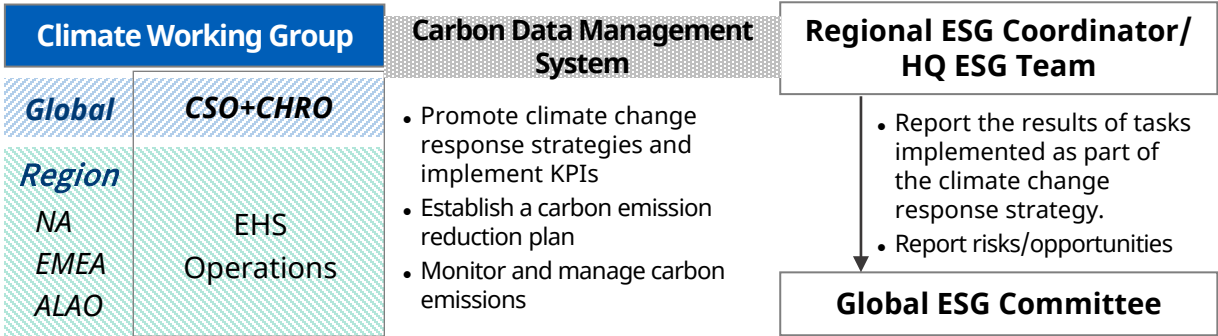 Climate Working Group
Global
CSO+CHRO
Region
NA
EMEA
ALAO
EHS
Operations
Carbon Data Management
System
• Promote climate change
response strategies and
implement KPIs
• Establish a carbon emission
reduction plan
• Monitor and manage carbon
emissions
Regional ESG Coordinator/
HQ ESG Team
• Report the results of tasks
implemented as part of
the climate change
response strategy.
• Report risks/opportunities
Global ESG Committee